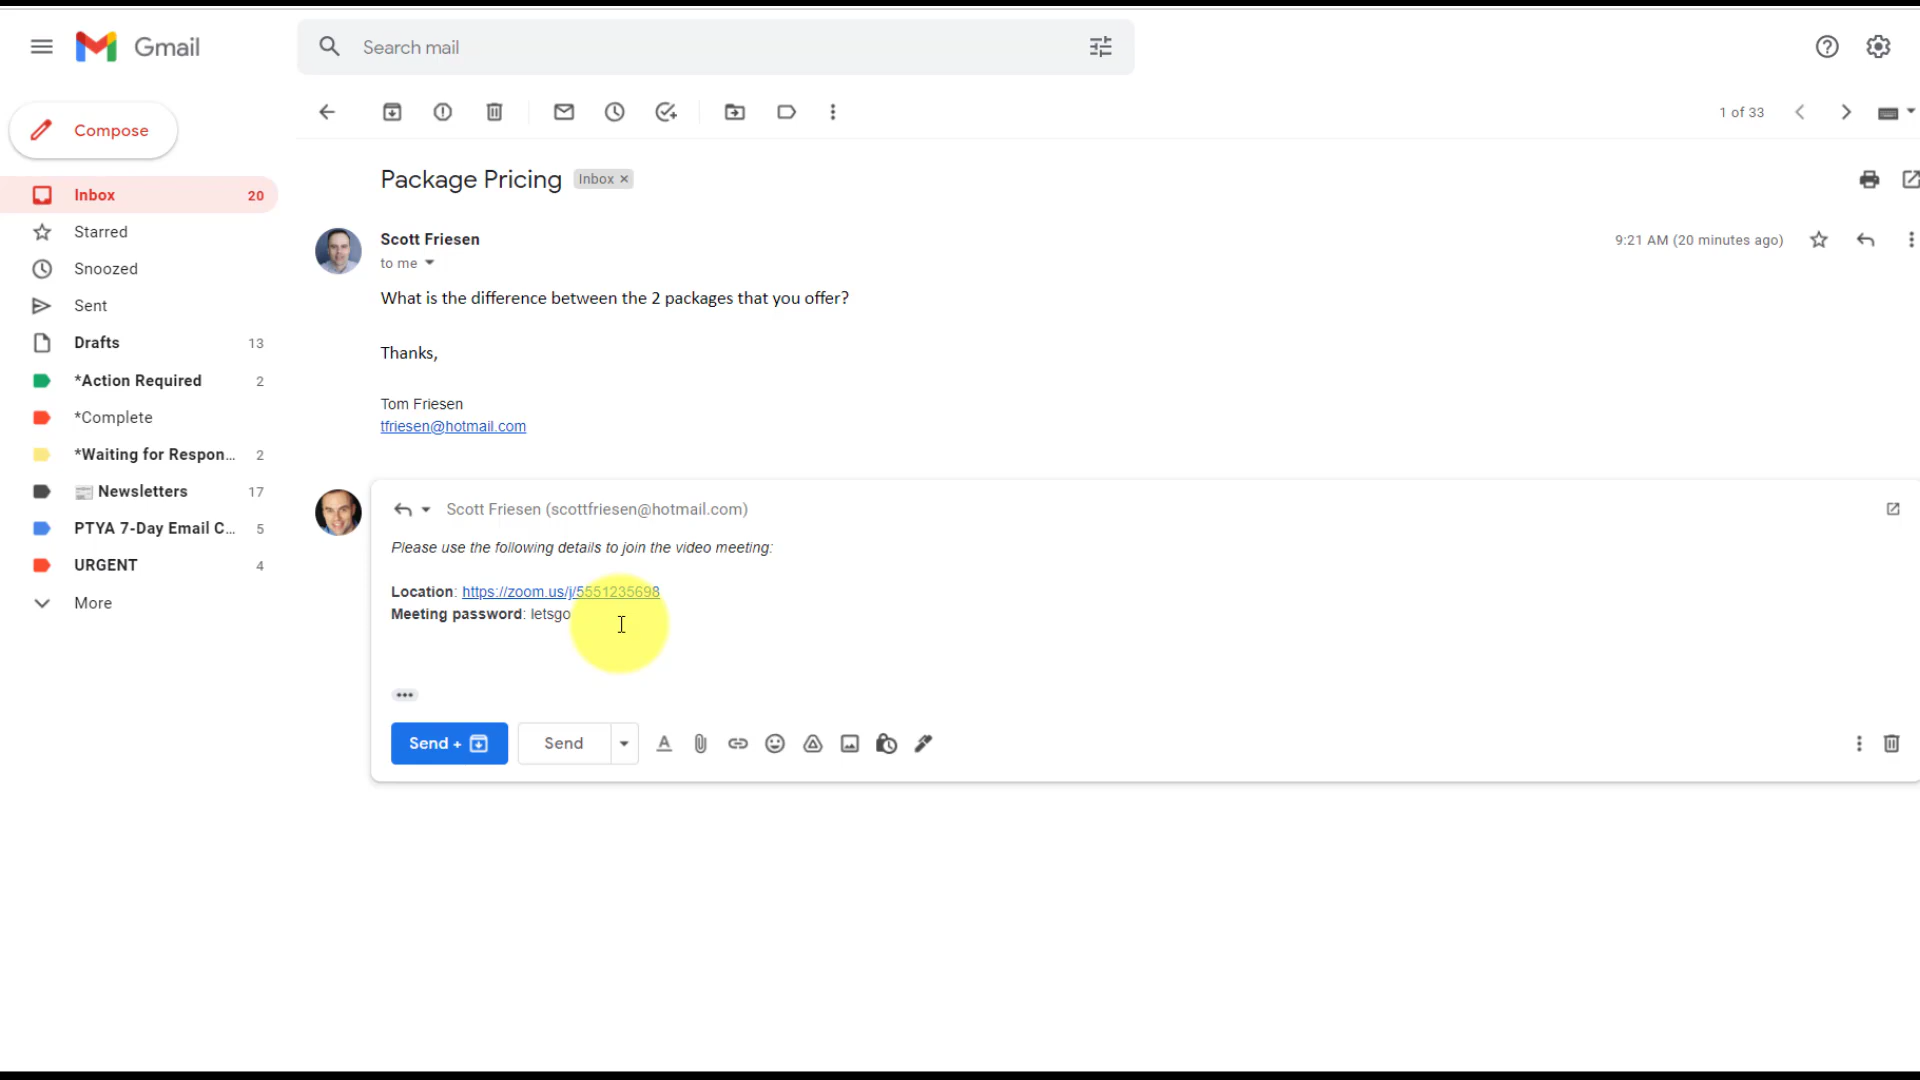 Gmail
Search mail
Compose
1 of 33
Inbox 20
Starred
Snoozed
Sent
Drafts 13
*Action Required 2
*Complete
*Waiting for Respon... 2
Newsletters 17
PTYA 7-Day Email C... 5
URGENT 4
More
Package Pricing Inbox ×
Scott Friesen 9:21 AM (20 minutes ago)
to me
What is the difference between the 2 packages that you offer?
Thanks,
Tom Friesen
tfriesen@hotmail.com
Scott Friesen (scottfriesen@hotmail.com)
Please use the following details to join the video meeting:
Location: https://zoom.us/j/5551235698
Meeting password: letsgo
Send + Send